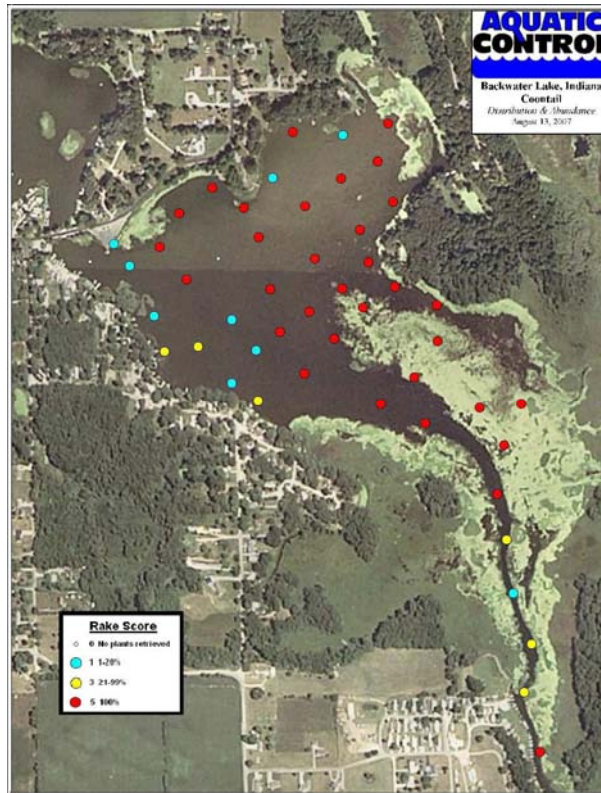 AQUATIC
CONTROL
Backwater Lake, Indiana
Coontail
Distribution & Abundance
August 13, 2007
Rake Score
0 No plants retrieved
1 1-20%
3 21-99%
5 100%